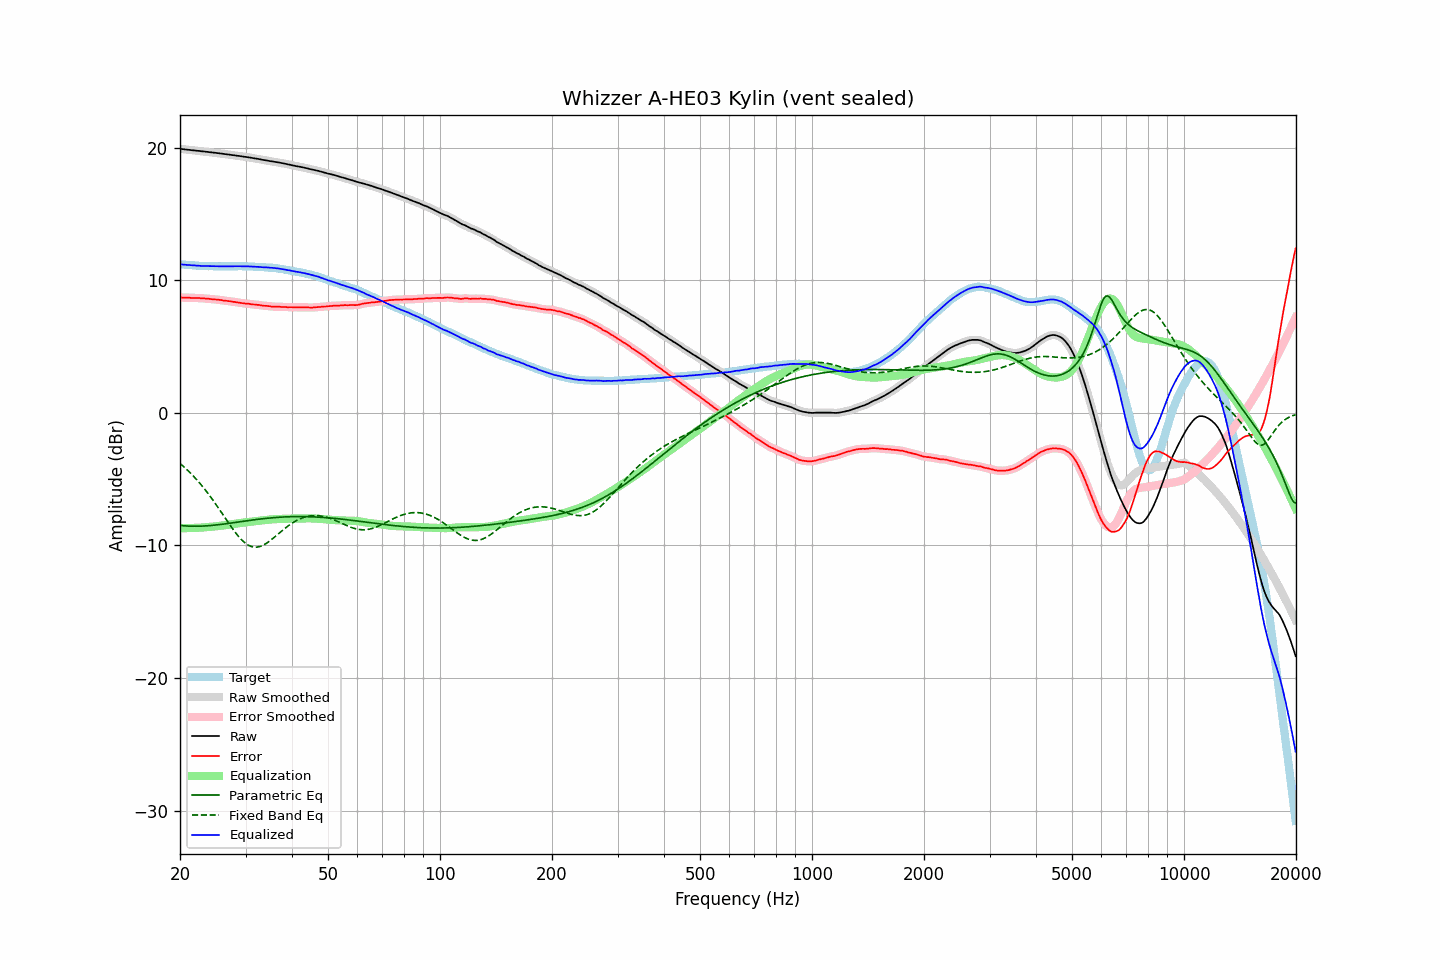 Whizzer A-HE03 Kylin (vent sealed)
20
10
0
−10
−20
−30
Amplitude (dBr)
Target
Raw Smoothed
Error Smoothed
Raw
Error
Equalization
Parametric Eq
Fixed Band Eq
Equalized
20
50
100
200
500
1000
2000
5000
10000
20000
Frequency (Hz)